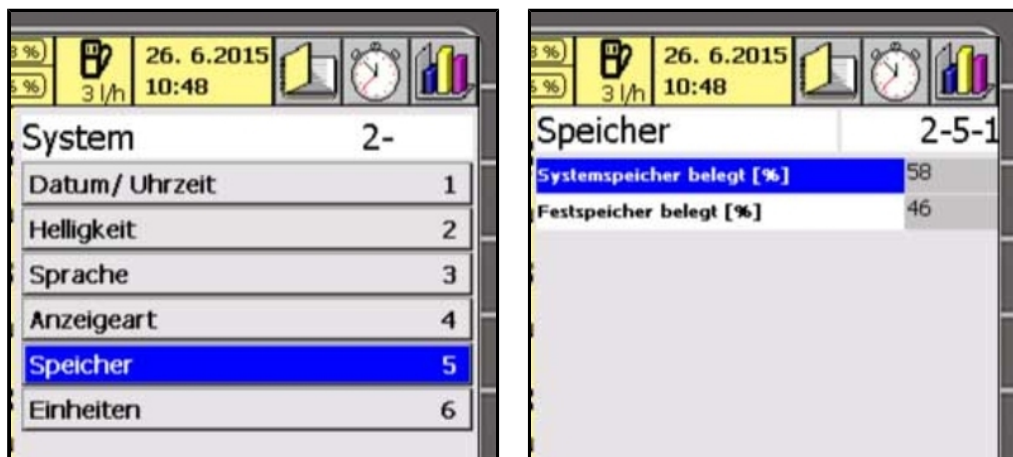 %)
26. 6.2015
%)
3 l/h
10:48
System 2-
Datum/ Uhrzeit 1
Helligkeit 2
Sprache 3
Anzeigeart 4
Speicher 5
Einheiten 6
%)
26. 6.2015
%)
3 l/h
10:48
Speicher 2-5-1
Systemspeicher belegt [%] 58
Festspeicher belegt [%] 46